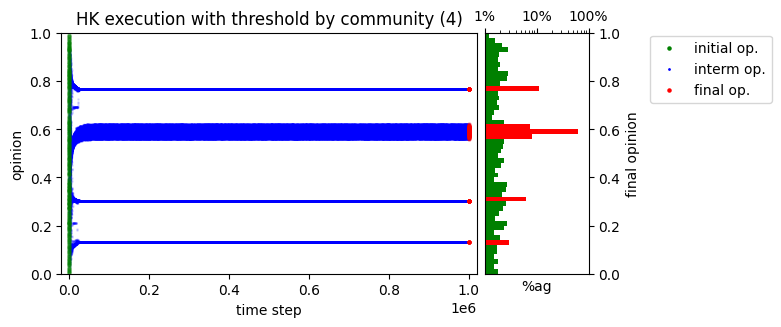 HK execution with threshold by community (4)
1% 10% 100%
initial op.
interm op.
final op.
1.0
0.8
0.6
0.4
0.2
0.0
opinion
0.0 0.2 0.4 0.6 0.8 1.0
1e6
time step
%ag
1.0
0.8
0.6
0.4
0.2
0.0
final opinion